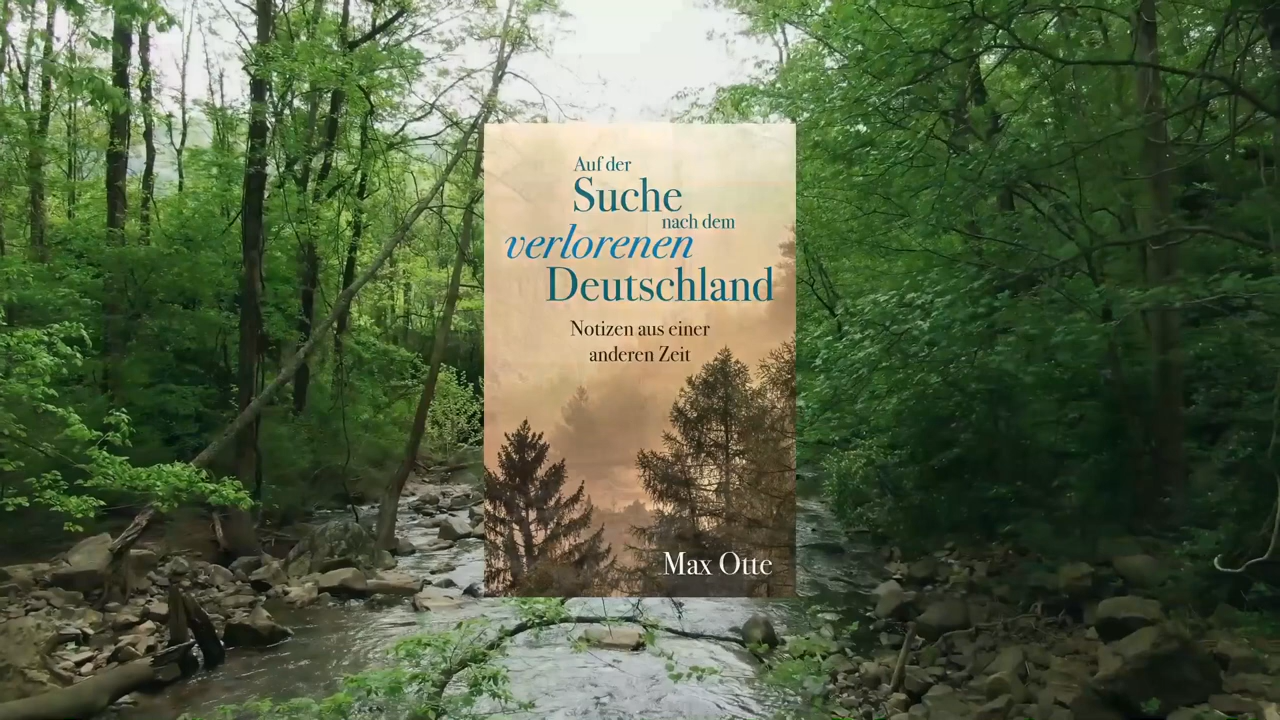 Auf der
Suche
nach dem
verlorenen
Deutschland
Notizen aus einer
anderen Zeit
Max Otte